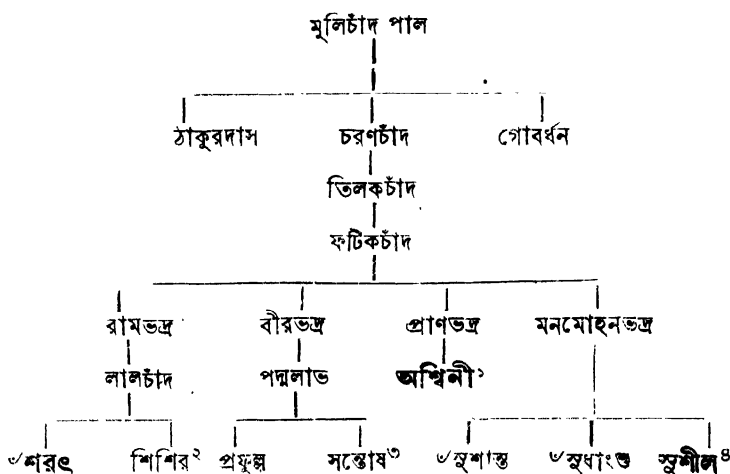 মুলিচাঁদ পাল
ঠাকুরদাস চরণচাঁদ গোবর্ধন
তিলকচাঁদ
ফটিকচাঁদ
রামভদ্র বীরভদ্র প্রাণভদ্র মনমোহনভদ্র
লালচাঁদ পদ্মলাভ অশ্বিনী১
৺শরৎ শিশির২ প্রফুল্ল সন্তোষ৩ ৺সুশান্ত ৺সুধাংশু সুশীল৪